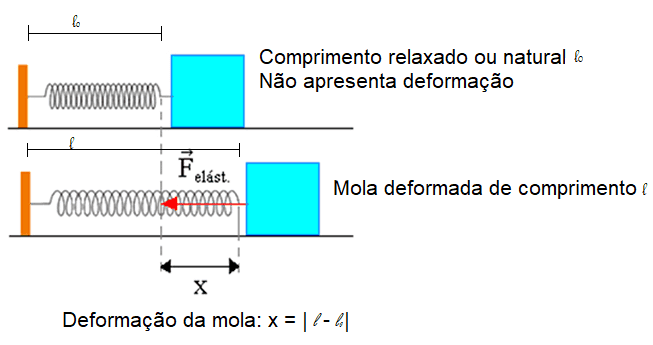 ℓ₀
Comprimento relaxado ou natural ℓ₀
Não apresenta deformação
ℓ
F elást.
Mola deformada de comprimento ℓ
x
Deformação da mola: x = | ℓ - ℓ₀|